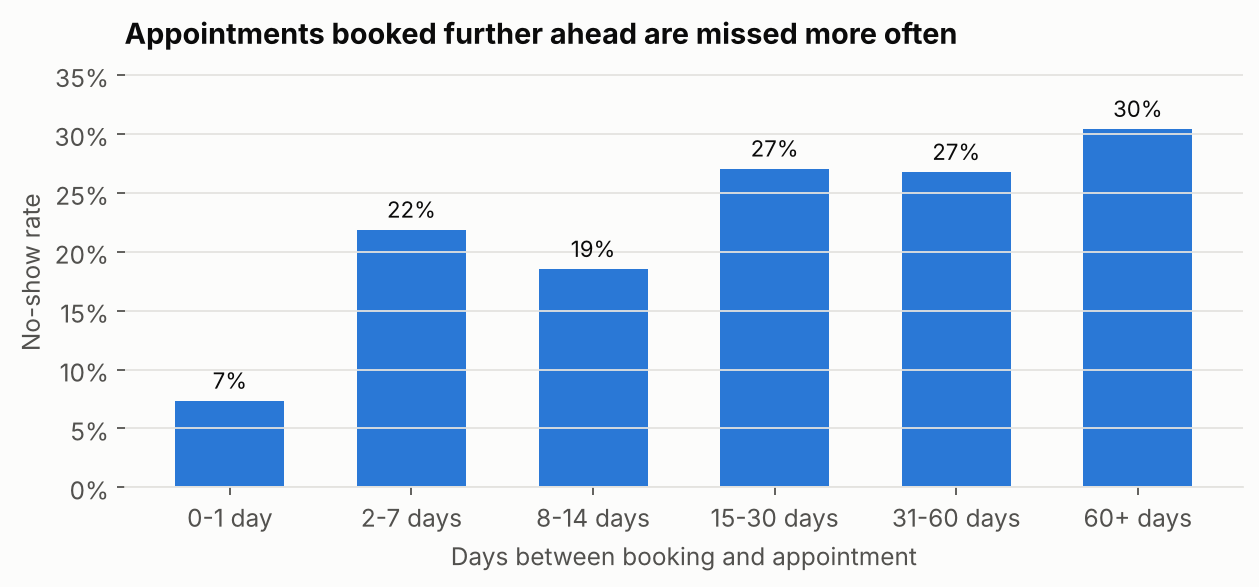 Appointments booked further ahead are missed more often
35%
30%
25%
20%
15%
10%
5%
0%
No-show rate
7%
22%
19%
27%
27%
30%
0-1 day
2-7 days
8-14 days
15-30 days
31-60 days
60+ days
Days between booking and appointment